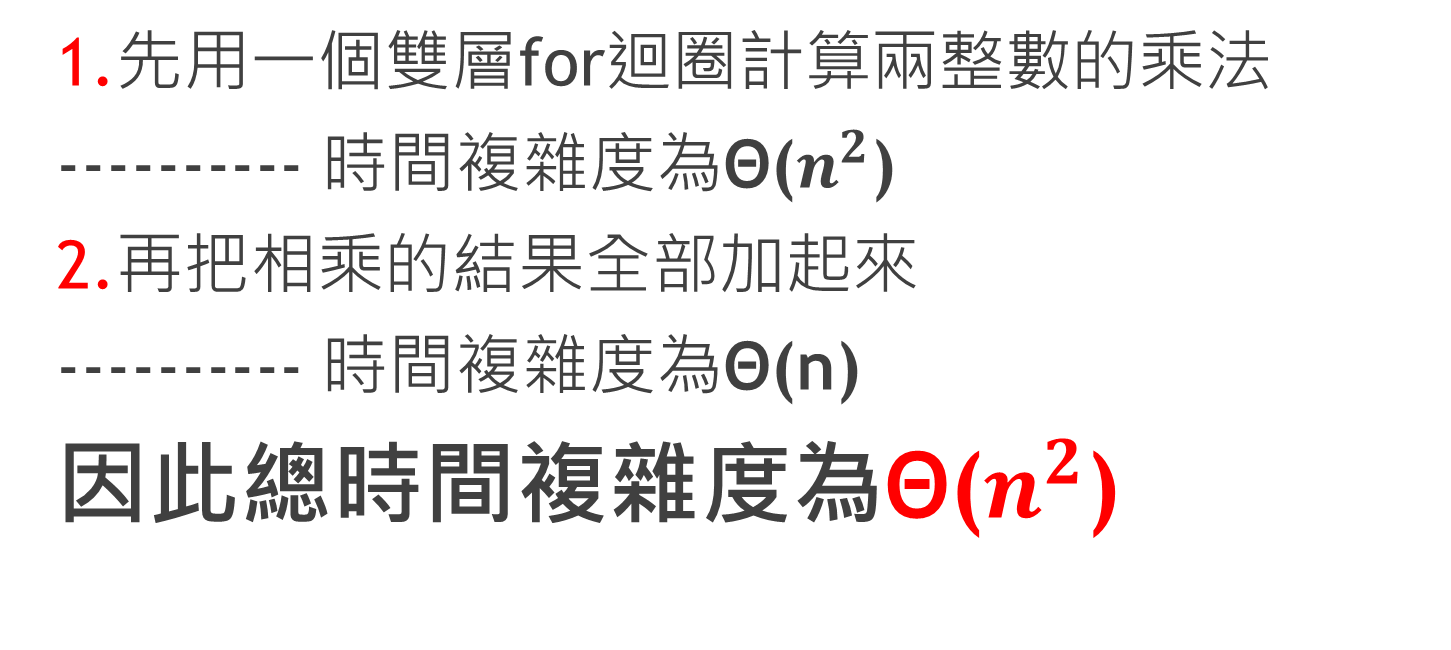 1.先用一個雙層for迴圈計算兩整數的乘法
---------- 時間複雜度為Θ(n²)
2.再把相乘的結果全部加起來
---------- 時間複雜度為Θ(n)
因此總時間複雜度為Θ(n²)